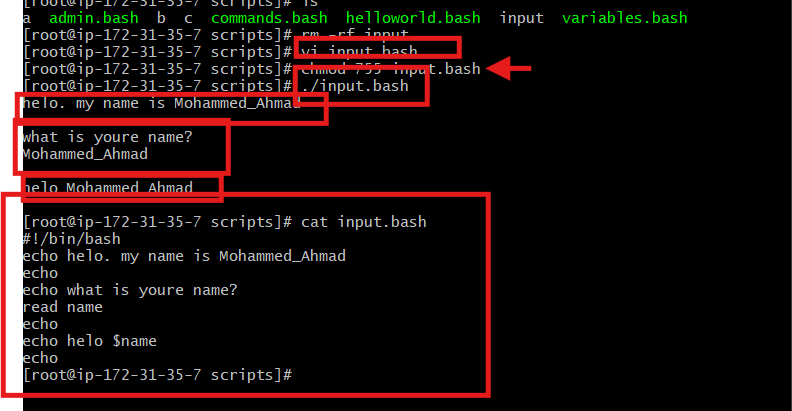 [root@ip-172-31-35-7 scripts]# ls
a admin.bash b c commands.bash helloworld.bash input variables.bash
[root@ip-172-31-35-7 scripts]# rm -rf input
[root@ip-172-31-35-7 scripts]# vi input.bash
[root@ip-172-31-35-7 scripts]# chmod 755 input.bash
[root@ip-172-31-35-7 scripts]# ./input.bash
helo. my name is Mohammed_Ahmad
what is youre name?
Mohammed_Ahmad
helo Mohammed_Ahmad
[root@ip-172-31-35-7 scripts]# cat input.bash
#!/bin/bash
echo helo. my name is Mohammed_Ahmad
echo
echo what is youre name?
read name
echo
echo helo $name
echo
[root@ip-172-31-35-7 scripts]#